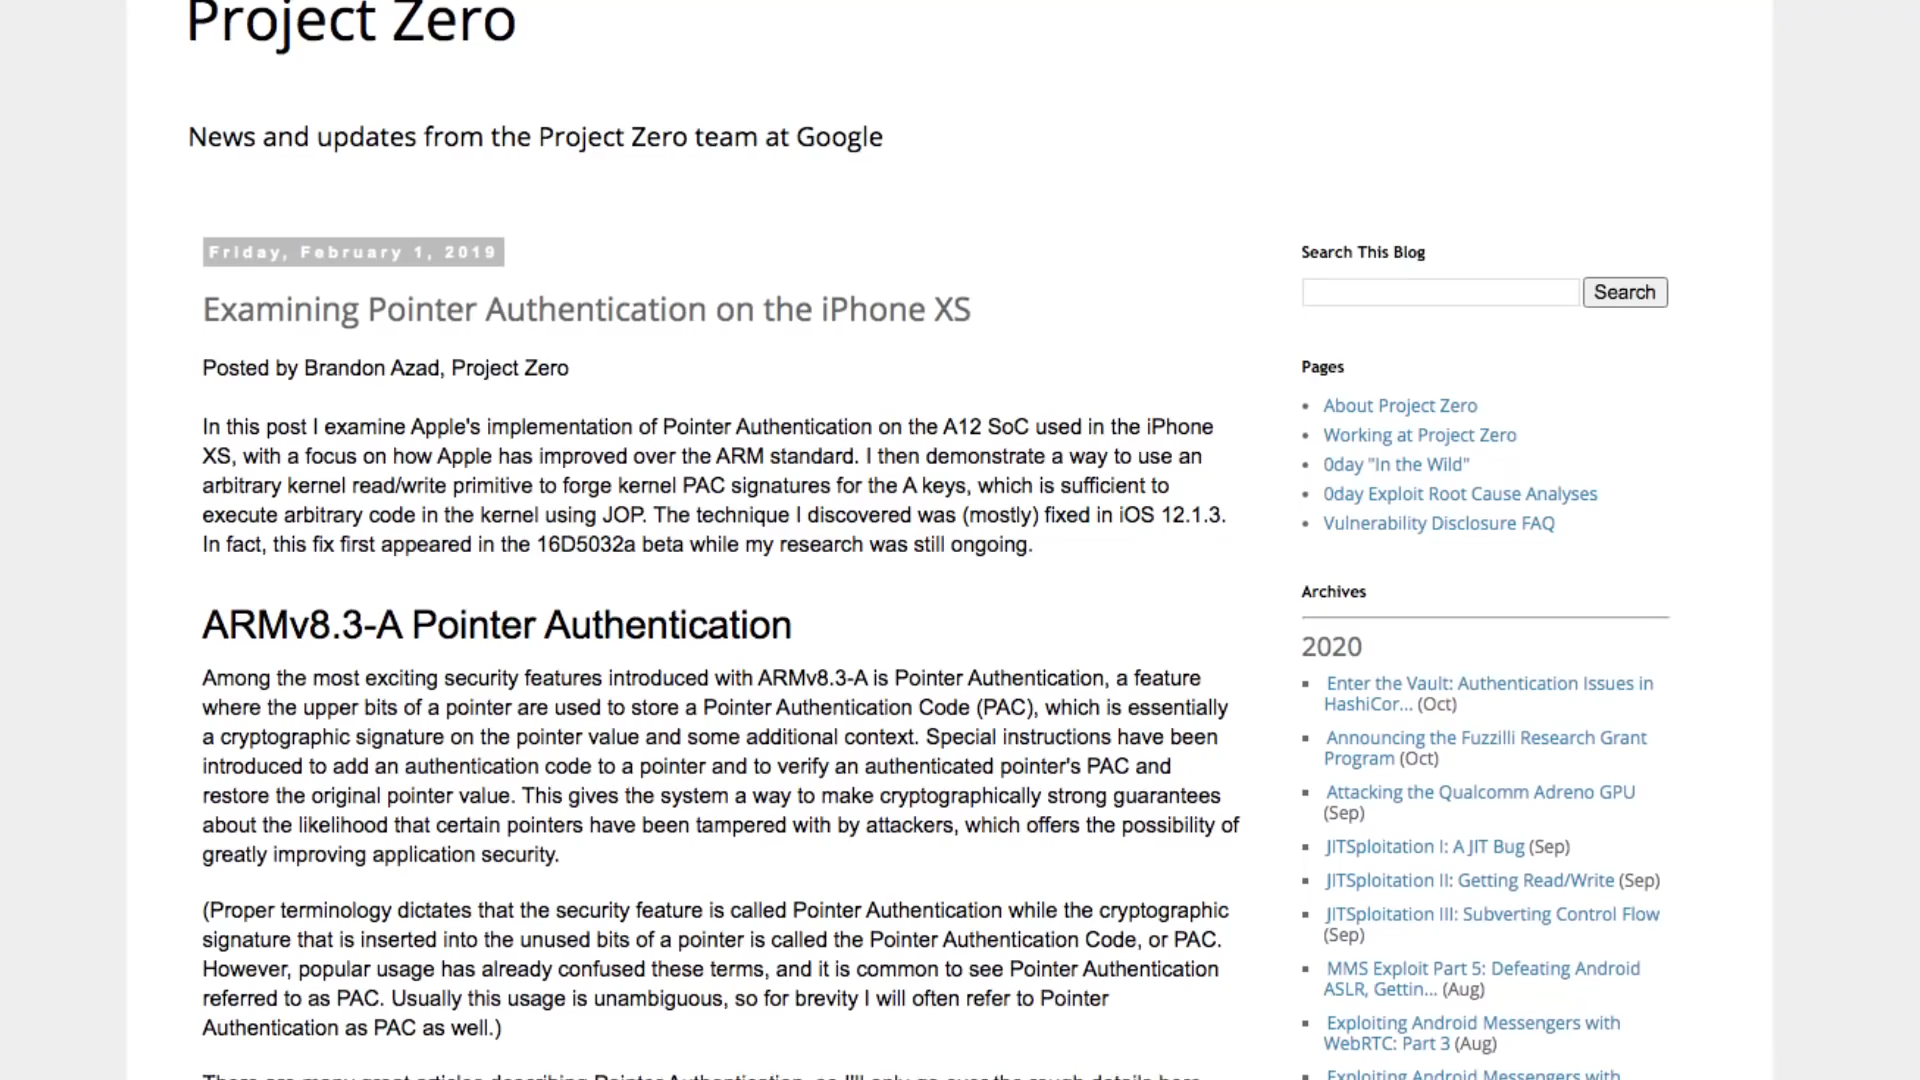 Project Zero
News and updates from the Project Zero team at Google
Friday, February 1, 2019
Examining Pointer Authentication on the iPhone XS
Posted by Brandon Azad, Project Zero
In this post I examine Apple's implementation of Pointer Authentication on the A12 SoC used in the iPhone
XS, with a focus on how Apple has improved over the ARM standard. I then demonstrate a way to use an
arbitrary kernel read/write primitive to forge kernel PAC signatures for the A keys, which is sufficient to
execute arbitrary code in the kernel using JOP. The technique I discovered was (mostly) fixed in iOS 12.1.3.
In fact, this fix first appeared in the 16D5032a beta while my research was still ongoing.
ARMv8.3-A Pointer Authentication
Among the most exciting security features introduced with ARMv8.3-A is Pointer Authentication, a feature
where the upper bits of a pointer are used to store a Pointer Authentication Code (PAC), which is essentially
a cryptographic signature on the pointer value and some additional context. Special instructions have been
introduced to add an authentication code to a pointer and to verify an authenticated pointer's PAC and
restore the original pointer value. This gives the system a way to make cryptographically strong guarantees
about the likelihood that certain pointers have been tampered with by attackers, which offers the possibility of
greatly improving application security.
(Proper terminology dictates that the security feature is called Pointer Authentication while the cryptographic
signature that is inserted into the unused bits of a pointer is called the Pointer Authentication Code, or PAC.
However, popular usage has already confused these terms, and it is common to see Pointer Authentication
referred to as PAC. Usually this usage is unambiguous, so for brevity I will often refer to Pointer
Authentication as PAC as well.)
Search This Blog
Search
Pages
About Project Zero
Working at Project Zero
0day "In the Wild"
0day Exploit Root Cause Analyses
Vulnerability Disclosure FAQ
Archives
2020
Enter the Vault: Authentication Issues in
HashiCor... (Oct)
Announcing the Fuzzilli Research Grant
Program (Oct)
Attacking the Qualcomm Adreno GPU
(Sep)
JITSploitation I: A JIT Bug (Sep)
JITSploitation II: Getting Read/Write (Sep)
JITSploitation III: Subverting Control Flow
(Sep)
MMS Exploit Part 5: Defeating Android
ASLR, Gettin... (Aug)
Exploiting Android Messengers with
WebRTC: Part 3 (Aug)
Exploiting Android Messengers with